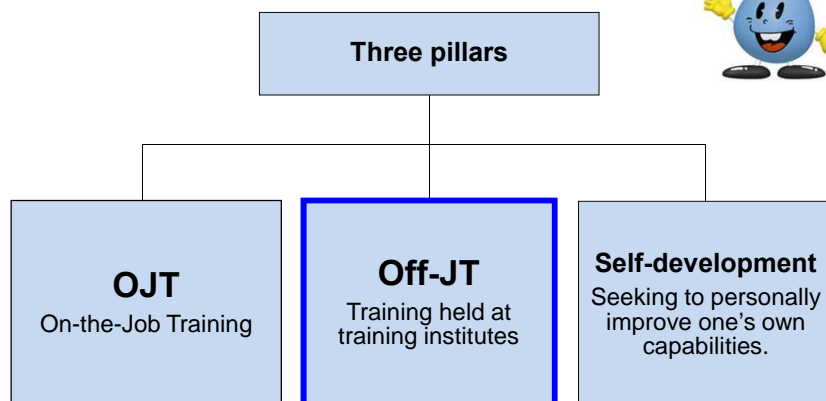 Three pillars
OJT
On-the-Job Training
Off-JT
Training held at
training institutes
Self-development
Seeking to personally
improve one's own
capabilities.